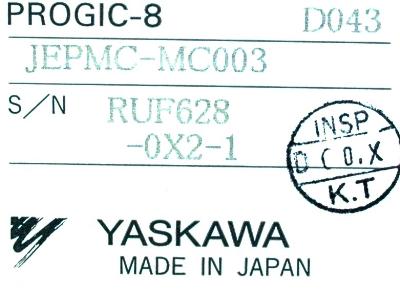 PROGIC-8 D043
JEPMC-MC003
S/N RUF628
-0X2-1
INSP
K.T
YASKAWA
MADE IN JAPAN